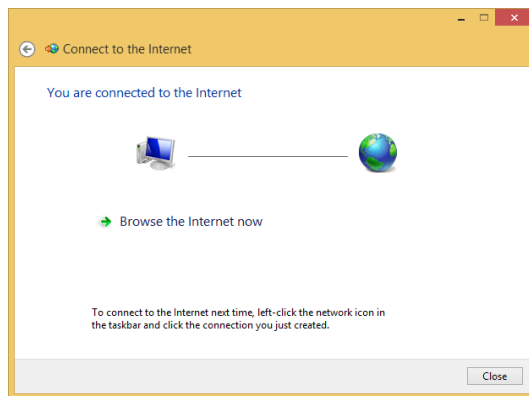 Connect to the Internet
You are connected to the Internet
Browse the Internet now
To connect to the Internet next time, left-click the network icon in
the taskbar and click the connection you just created.
Close